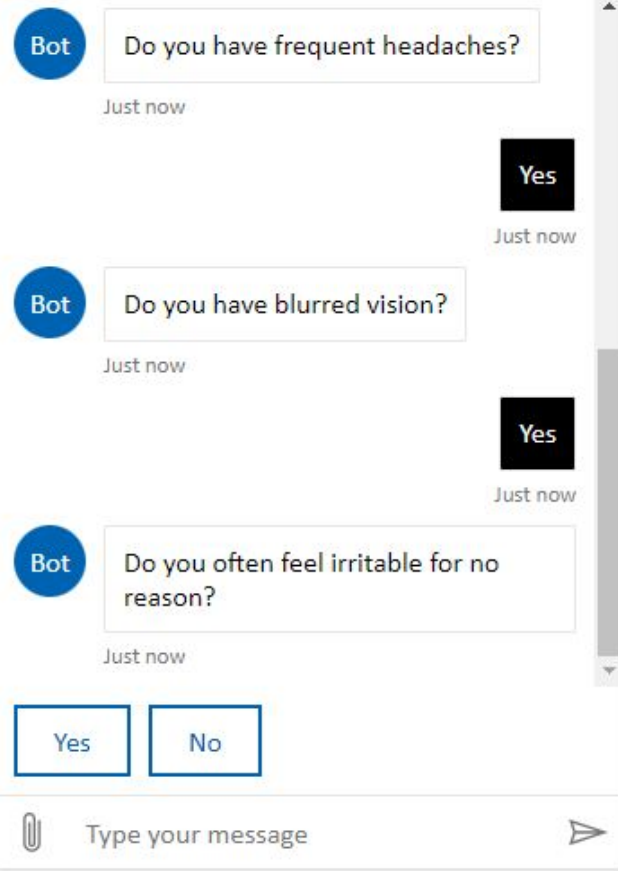 Bot
Do you have frequent headaches?
Just now
Yes
Just now
Bot
Do you have blurred vision?
Just now
Yes
Just now
Bot
Do you often feel irritable for no
reason?
Just now
Yes No
Type your message